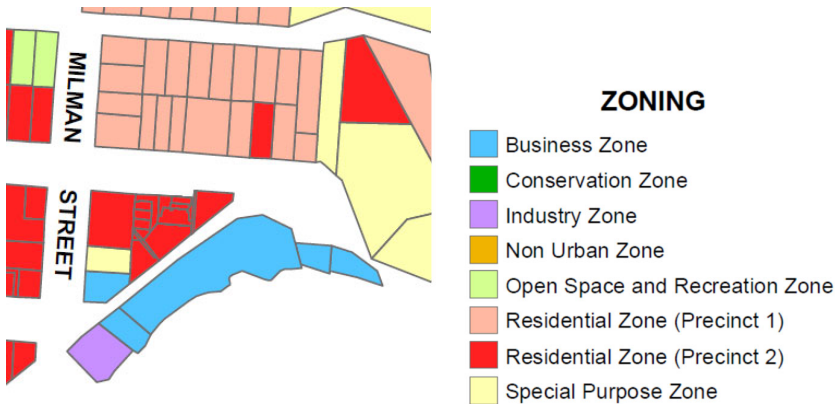 MILMAN
STREET
ZONING
Business Zone
Conservation Zone
Industry Zone
Non Urban Zone
Open Space and Recreation Zone
Residential Zone (Precinct 1)
Residential Zone (Precinct 2)
Special Purpose Zone